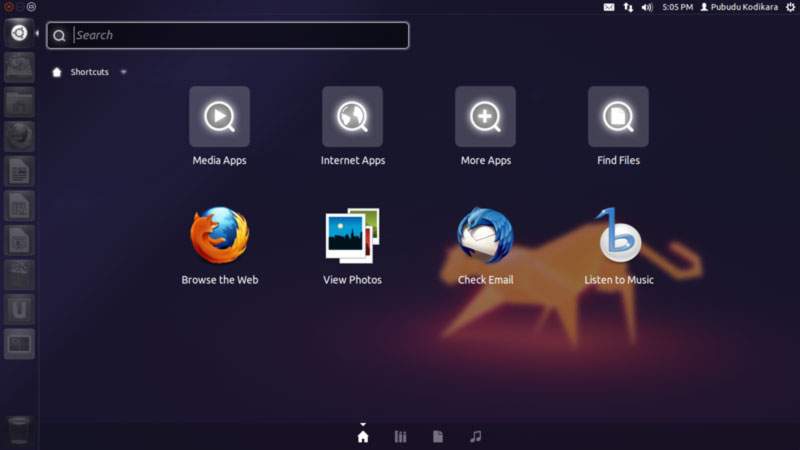 5:05 PM Pubudu Kodikara
Search
Shortcuts
Media Apps Internet Apps More Apps Find Files
Browse the Web View Photos Check Email Listen to Music